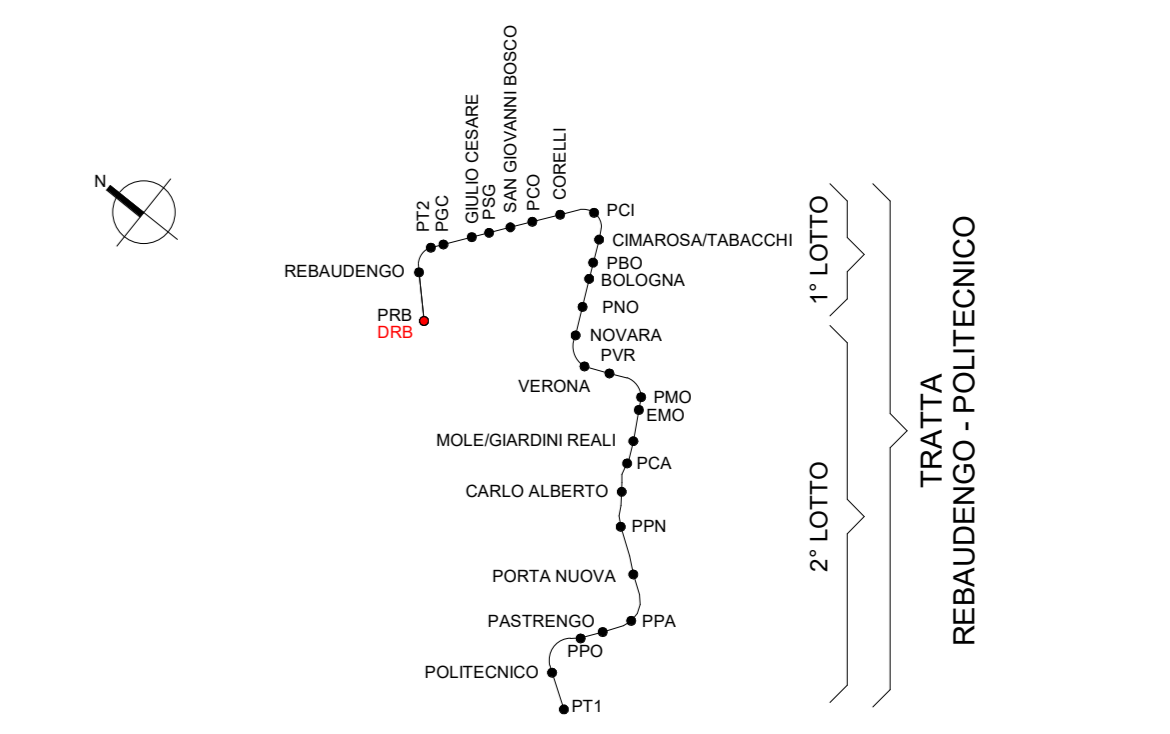 N
REBAUDENGO
PRB
DRB
PT2
PGC
GIULIO CESARE
PSG
SAN GIOVANNI BOSCO
PCO
CORELLI
PCI
CIMAROSA/TABACCHI
PBO
BOLOGNA
PNO
NOVARA
PVR
VERONA
PMO
EMO
MOLE/GIARDINI REALI
PCA
CARLO ALBERTO
PPN
PORTA NUOVA
PASTRENGO
PPA
PPO
POLITECNICO
PT1
1° LOTTO
2° LOTTO
TRATTA
REBAUDENGO - POLITECNICO